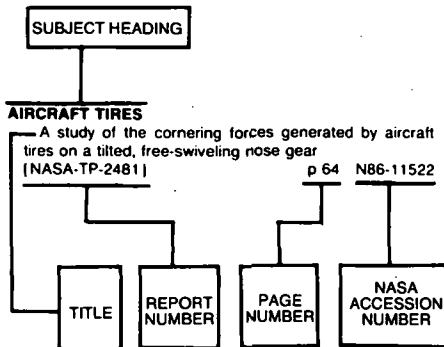 SUBJECT HEADING
AIRCRAFT TIRES
A study of the cornering forces generated by aircraft
tires on a tilted, free-swiveling nose gear
[NASA-TP-2481] p 64 N86-11522
TITLE
REPORT
NUMBER
PAGE
NUMBER
NASA
ACCESSION
NUMBER